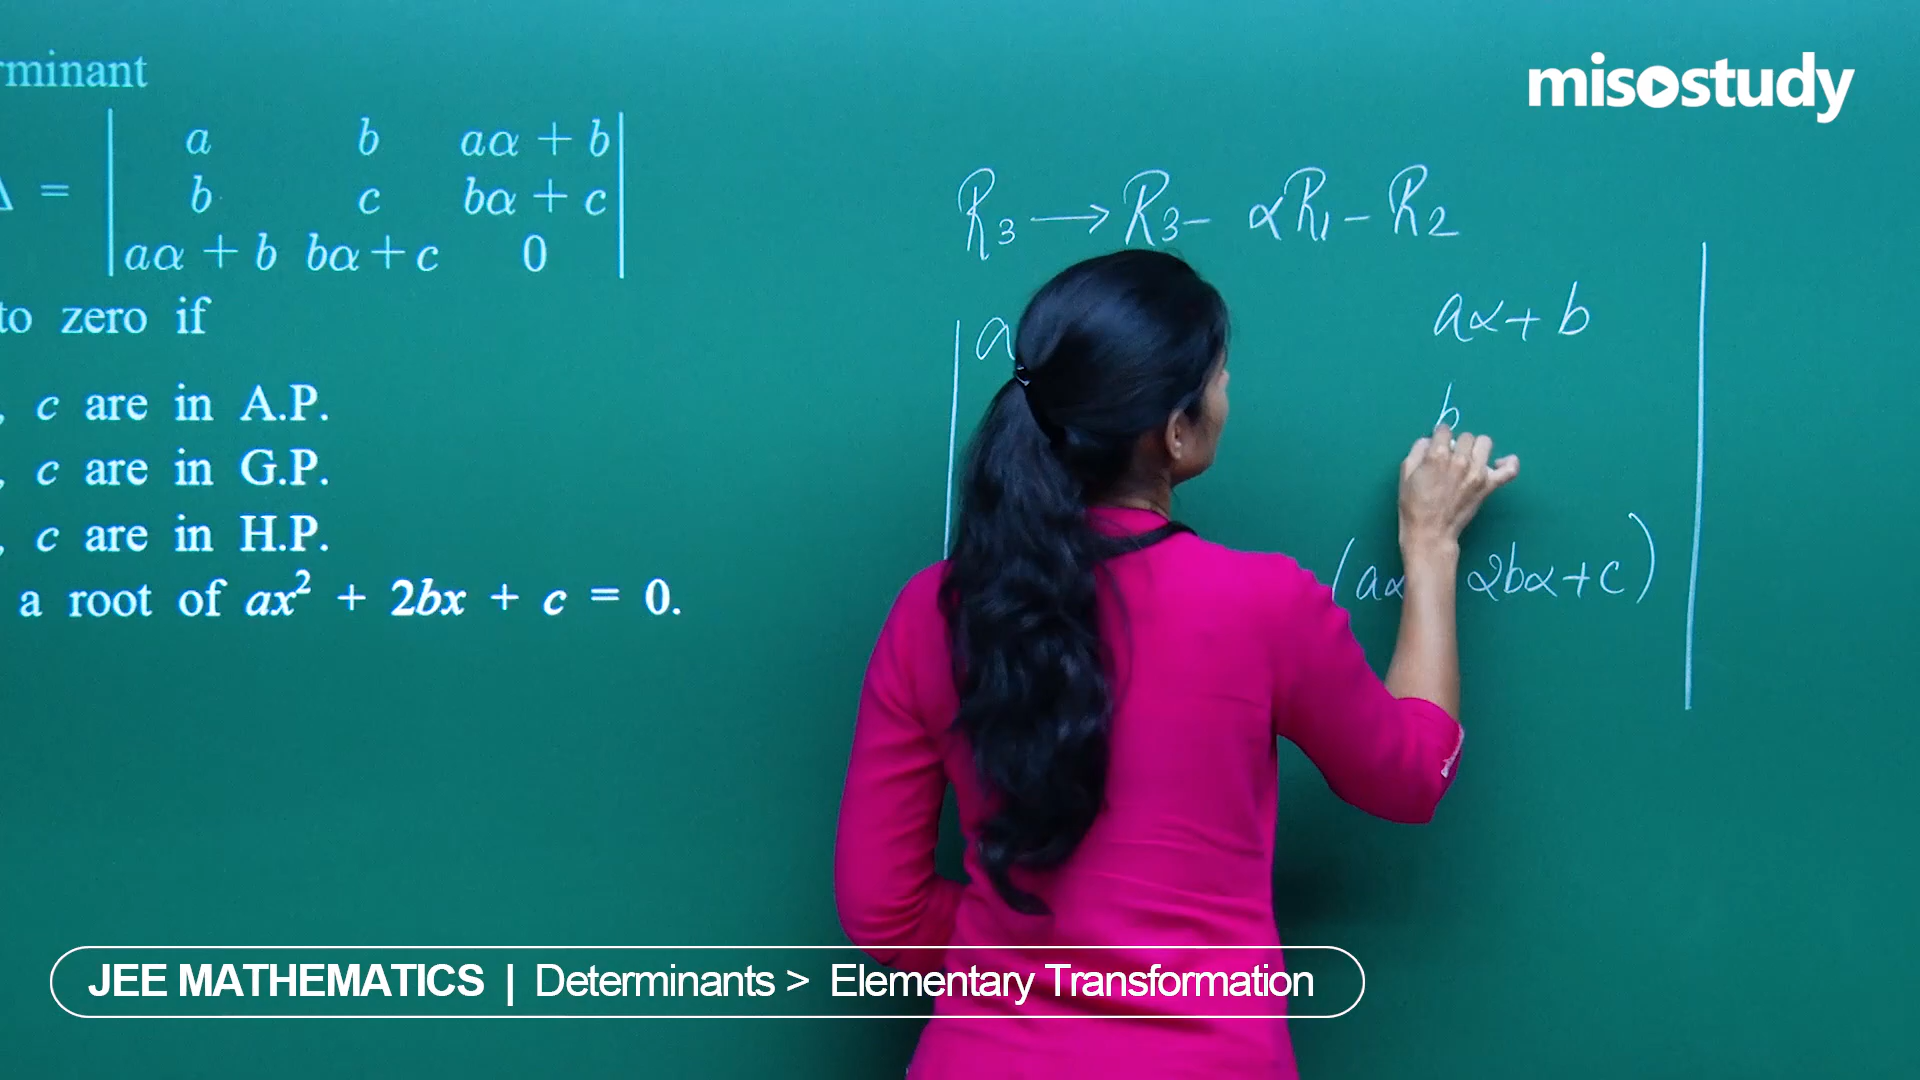 misostudy
rminant
Δ =
a b aα + b
b c bα + c
aα + b bα + c 0
to zero if
, c are in A.P.
, c are in G.P.
, c are in H.P.
a root of ax² + 2bx + c = 0.
R₃ → R₃ - αR₁ - R₂
a aα + b
b
(aα 2bα + c)
JEE MATHEMATICS | Determinants > Elementary Transformation